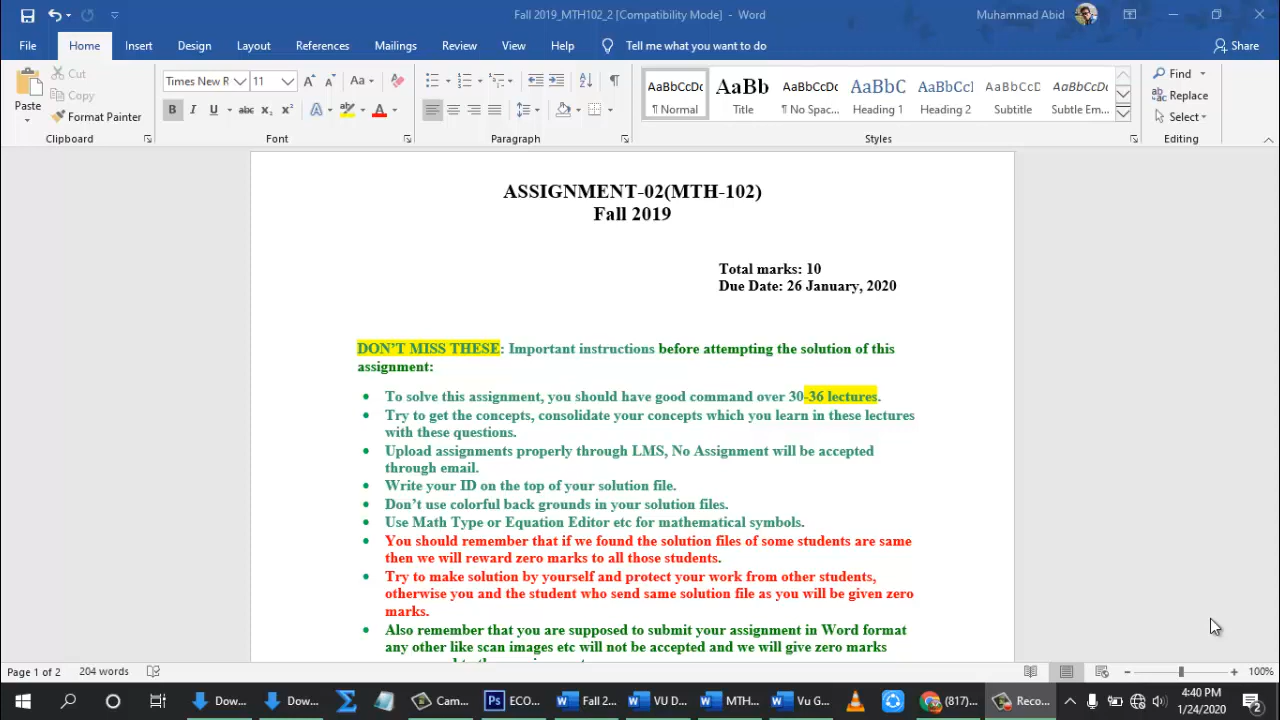 Fall 2019_MTH102_2 [Compatibility Mode] - Word
Muhammad Abid
File Home Insert Design Layout References Mailings Review View Help Tell me what you want to do Share
Paste
Cut
Copy
Format Painter
Clipboard
Times New R 11
Font
Paragraph
AaBbCcDc AaBb AaBbCcDc AaBbC AaBbCcl AaBbCcD AaBbCcDc
¶ Normal Title ¶ No Spac... Heading 1 Heading 2 Subtitle Subtle Em...
Styles
Find
Replace
Select
Editing
ASSIGNMENT-02(MTH-102)
Fall 2019
Total marks: 10
Due Date: 26 January, 2020
DON'T MISS THESE: Important instructions before attempting the solution of this
assignment:
• To solve this assignment, you should have good command over 30-36 lectures.
• Try to get the concepts, consolidate your concepts which you learn in these lectures
with these questions.
• Upload assignments properly through LMS, No Assignment will be accepted
through email.
• Write your ID on the top of your solution file.
• Don't use colorful back grounds in your solution files.
• Use Math Type or Equation Editor etc for mathematical symbols.
• You should remember that if we found the solution files of some students are same
then we will reward zero marks to all those students.
• Try to make solution by yourself and protect your work from other students,
otherwise you and the student who send same solution file as you will be given zero
marks.
• Also remember that you are supposed to submit your assignment in Word format
any other like scan images etc will not be accepted and we will give zero marks
Page 1 of 2 204 words 100%
Dow... Dow... Cam... ECO... Fall 2... VU D... MTH... Vu G... (817)... Reco...
4:40 PM
1/24/2020